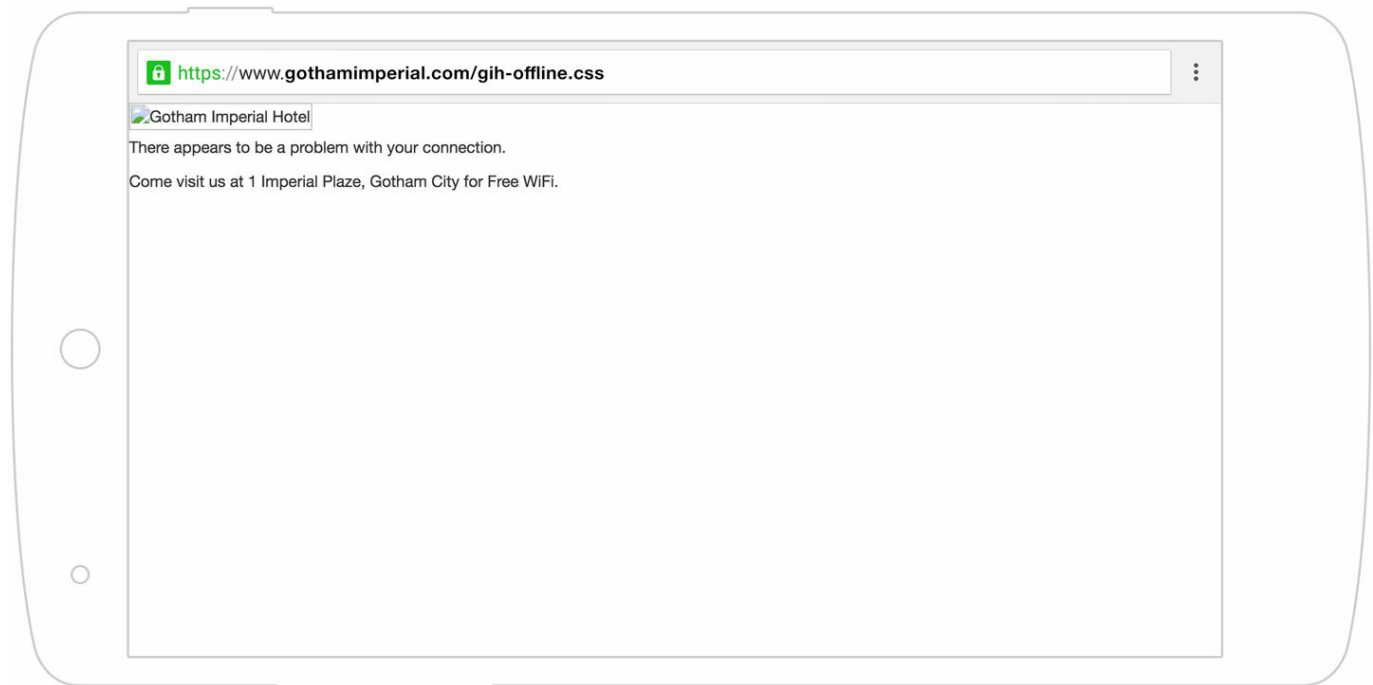 https://www.gothamimperial.com/gih-offline.css
Gotham Imperial Hotel
There appears to be a problem with your connection.
Come visit us at 1 Imperial Plaze, Gotham City for Free WiFi.